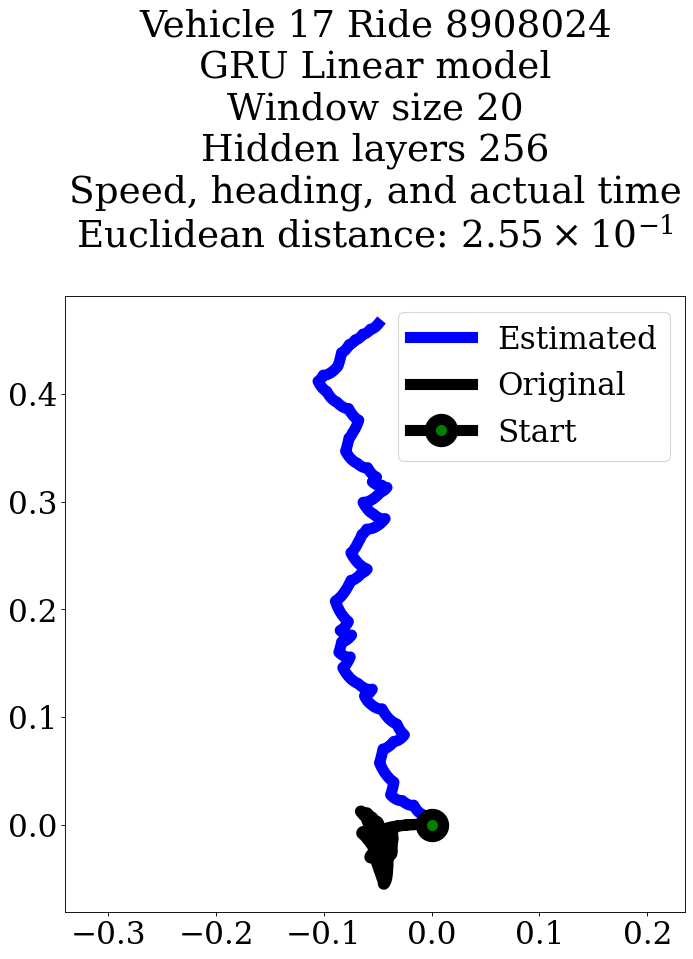 Vehicle 17 Ride 8908024
GRU Linear model
Window size 20
Hidden layers 256
Speed, heading, and actual time
Euclidean distance: 2.55 × 10⁻¹
Estimated
Original
Start
0.4
0.3
0.2
0.1
0.0
−0.3 −0.2 −0.1 0.0 0.1 0.2